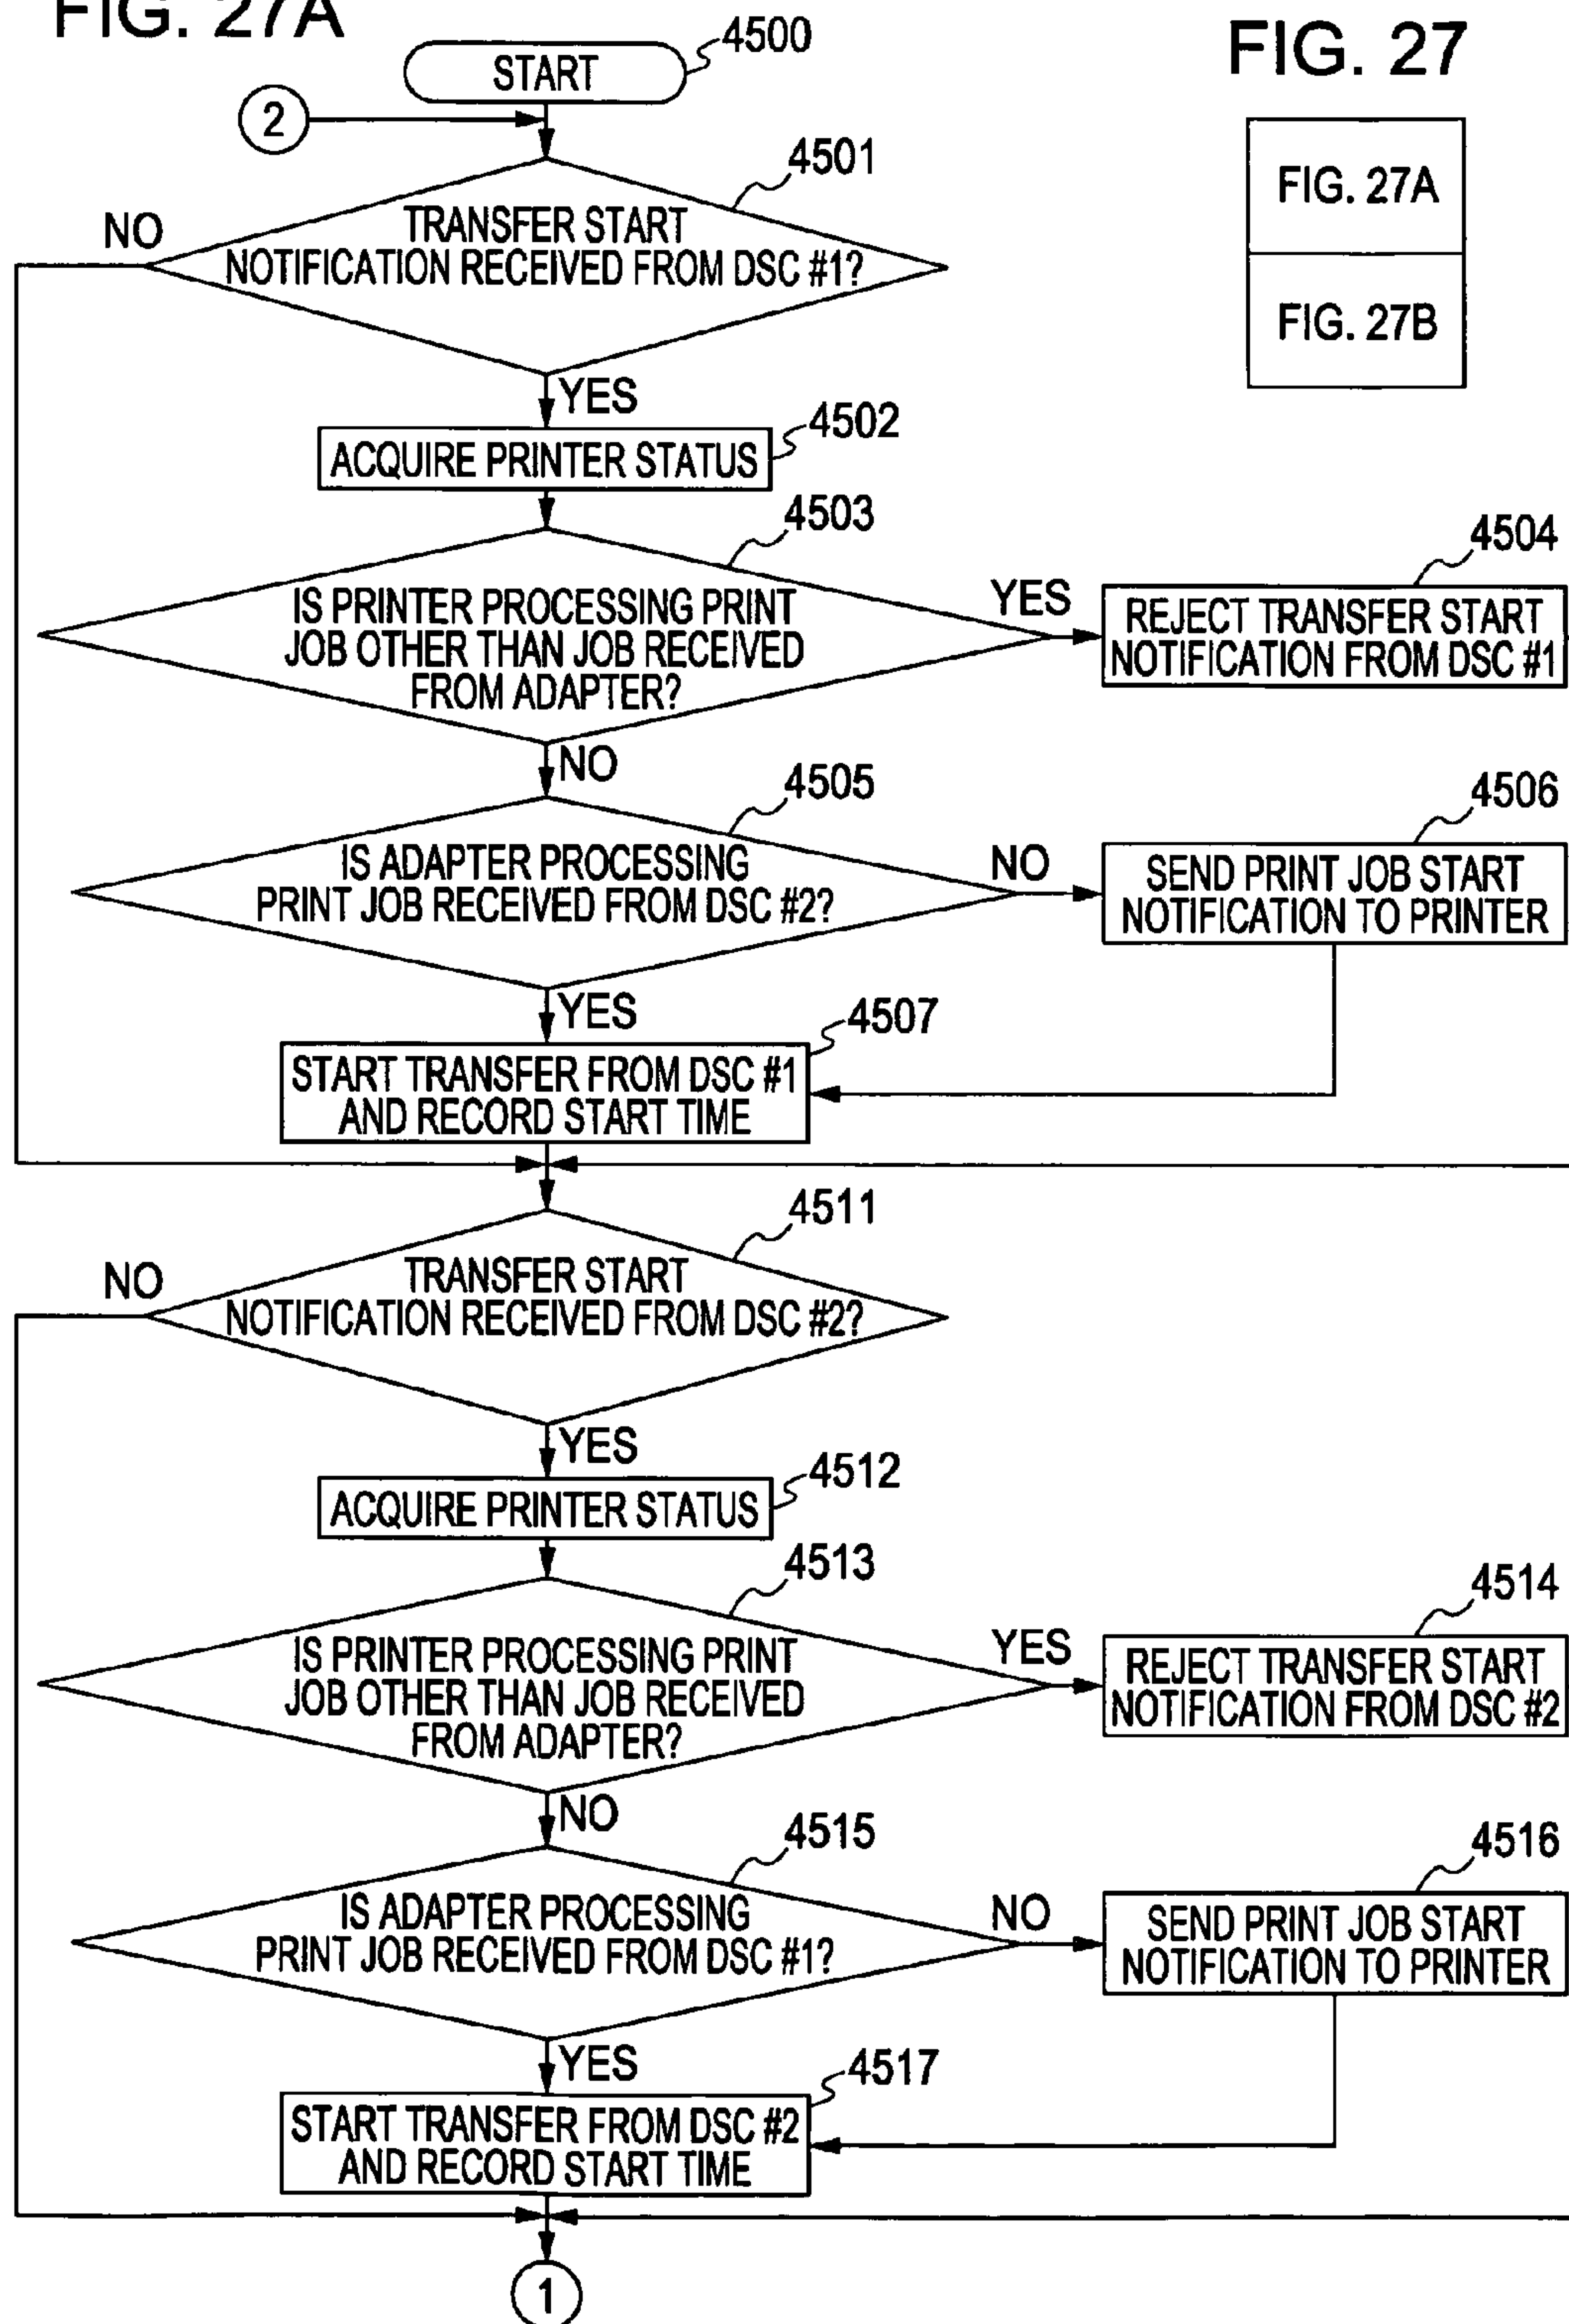 FIG. 27A
FIG. 27
FIG. 27A
FIG. 27B
START
4500
2
4501
TRANSFER START
NOTIFICATION RECEIVED FROM DSC #1?
NO
YES
4502
ACQUIRE PRINTER STATUS
4503
IS PRINTER PROCESSING PRINT
JOB OTHER THAN JOB RECEIVED
FROM ADAPTER?
YES
4504
REJECT TRANSFER START
NOTIFICATION FROM DSC #1
NO
4505
IS ADAPTER PROCESSING
PRINT JOB RECEIVED FROM DSC #2?
NO
4506
SEND PRINT JOB START
NOTIFICATION TO PRINTER
YES
4507
START TRANSFER FROM DSC #1
AND RECORD START TIME
4511
TRANSFER START
NOTIFICATION RECEIVED FROM DSC #2?
NO
YES
4512
ACQUIRE PRINTER STATUS
4513
IS PRINTER PROCESSING PRINT
JOB OTHER THAN JOB RECEIVED
FROM ADAPTER?
YES
4514
REJECT TRANSFER START
NOTIFICATION FROM DSC #2
NO
4515
IS ADAPTER PROCESSING
PRINT JOB RECEIVED FROM DSC #1?
NO
4516
SEND PRINT JOB START
NOTIFICATION TO PRINTER
YES
4517
START TRANSFER FROM DSC #2
AND RECORD START TIME
1